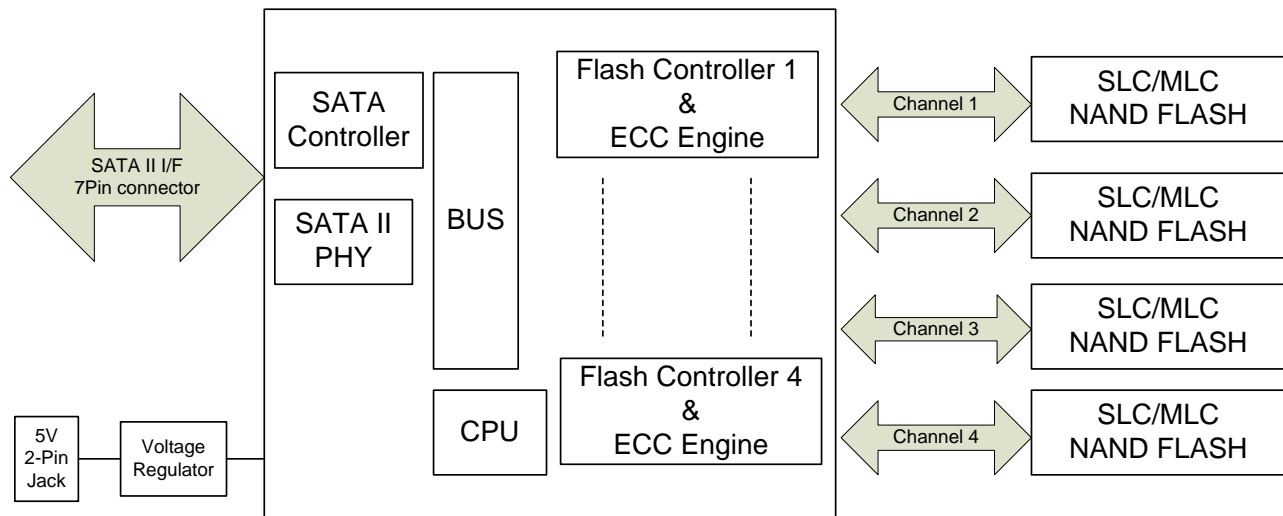 SATA II I/F
7Pin connector
SATA
Controller
SATA II
PHY
BUS
CPU
Flash Controller 1
&
ECC Engine
Flash Controller 4
&
ECC Engine
Channel 1
SLC/MLC
NAND FLASH
Channel 2
SLC/MLC
NAND FLASH
Channel 3
SLC/MLC
NAND FLASH
Channel 4
SLC/MLC
NAND FLASH
5V
2-Pin
Jack
Voltage
Regulator